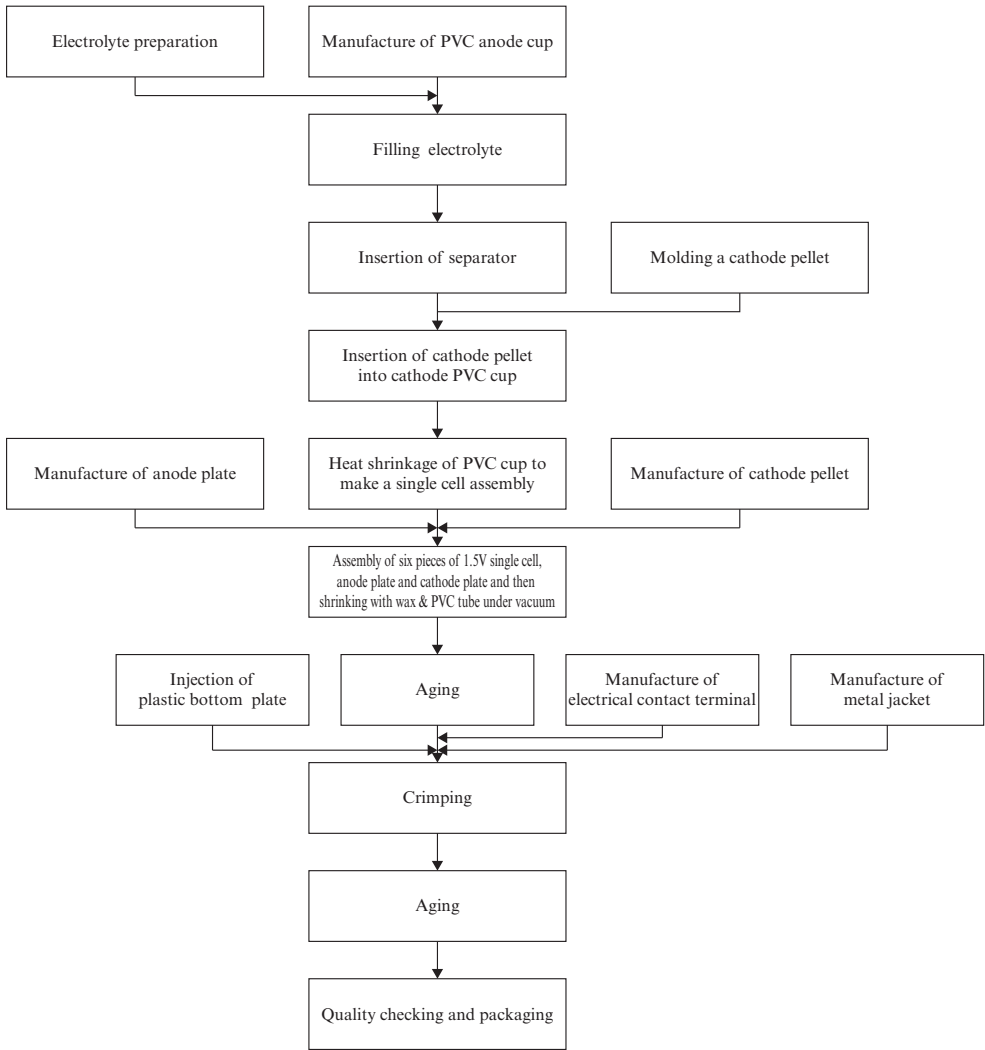 Electrolyte preparation
Manufacture of PVC anode cup
Filling electrolyte
Insertion of separator
Molding a cathode pellet
Insertion of cathode pellet
into cathode PVC cup
Manufacture of anode plate
Heat shrinkage of PVC cup to
make a single cell assembly
Manufacture of cathode pellet
Assembly of six pieces of 1.5V single cell,
anode plate and cathode plate and then
shrinking with wax & PVC tube under vacuum
Injection of
plastic bottom plate
Aging
Manufacture of
electrical contact terminal
Manufacture of
metal jacket
Crimping
Aging
Quality checking and packaging